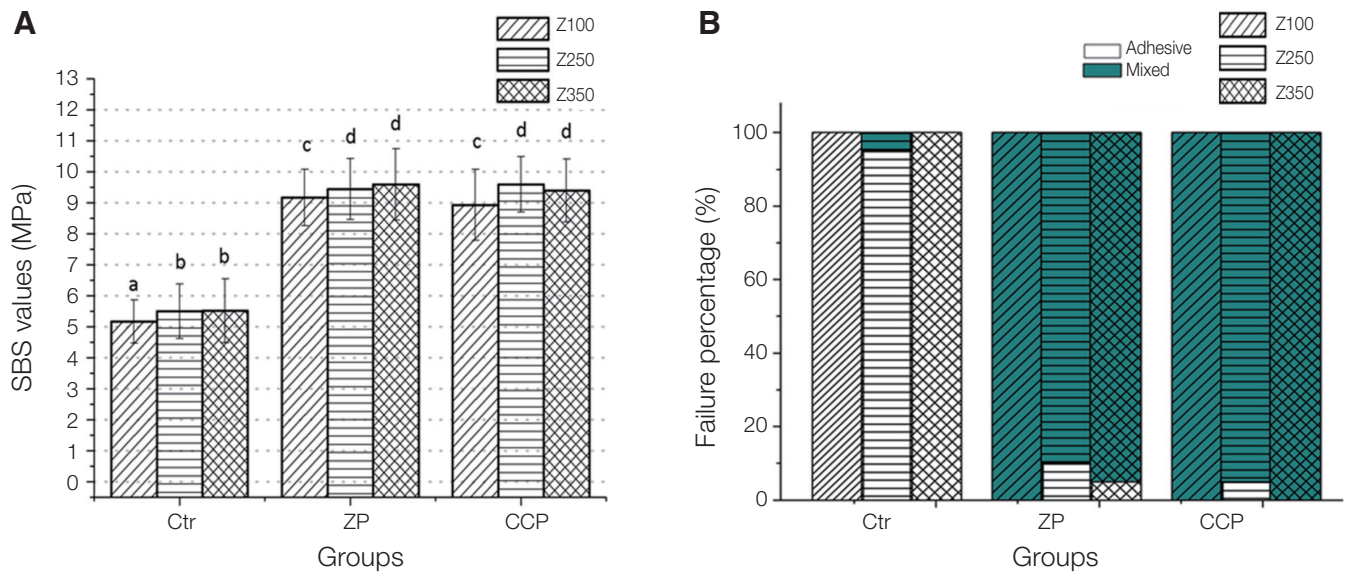 A
Z100
Z250
Z350
SBS values (MPa)
13
12
11
10
9
8
7
6
5
4
3
2
1
0
a
b
b
c
d
d
c
d
d
Ctr
ZP
CCP
Groups
B
Adhesive
Mixed
Z100
Z250
Z350
Failure percentage (%)
100
80
60
40
20
0
Ctr
ZP
CCP
Groups